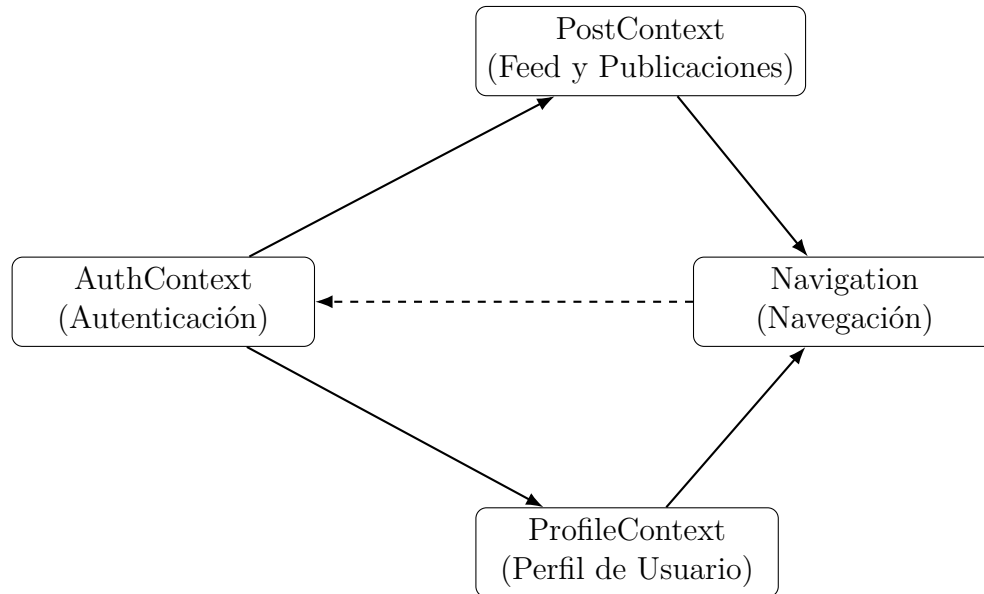 PostContext
(Feed y Publicaciones)
AuthContext
(Autenticación)
Navigation
(Navegación)
ProfileContext
(Perfil de Usuario)